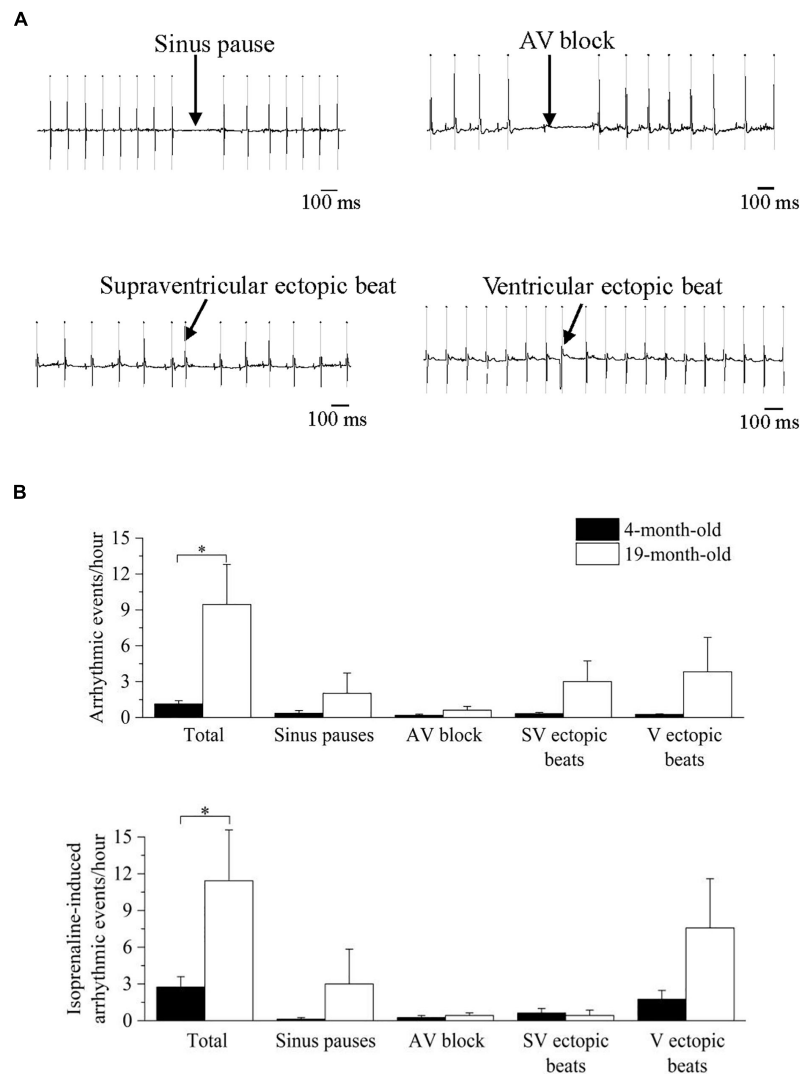 A
Sinus pause
AV block
100 ms
100 ms
Supraventricular ectopic beat
Ventricular ectopic beat
100 ms
100 ms
B
Arrhythmic events/hour
15
12
9
6
3
0
4-month-old
19-month-old
*
Total
Sinus pauses
AV block
SV ectopic
beats
V ectopic
beats
Isoprenaline-induced
arrhythmic events/hour
15
12
9
6
3
0
*
Total
Sinus pauses
AV block
SV ectopic
beats
V ectopic
beats